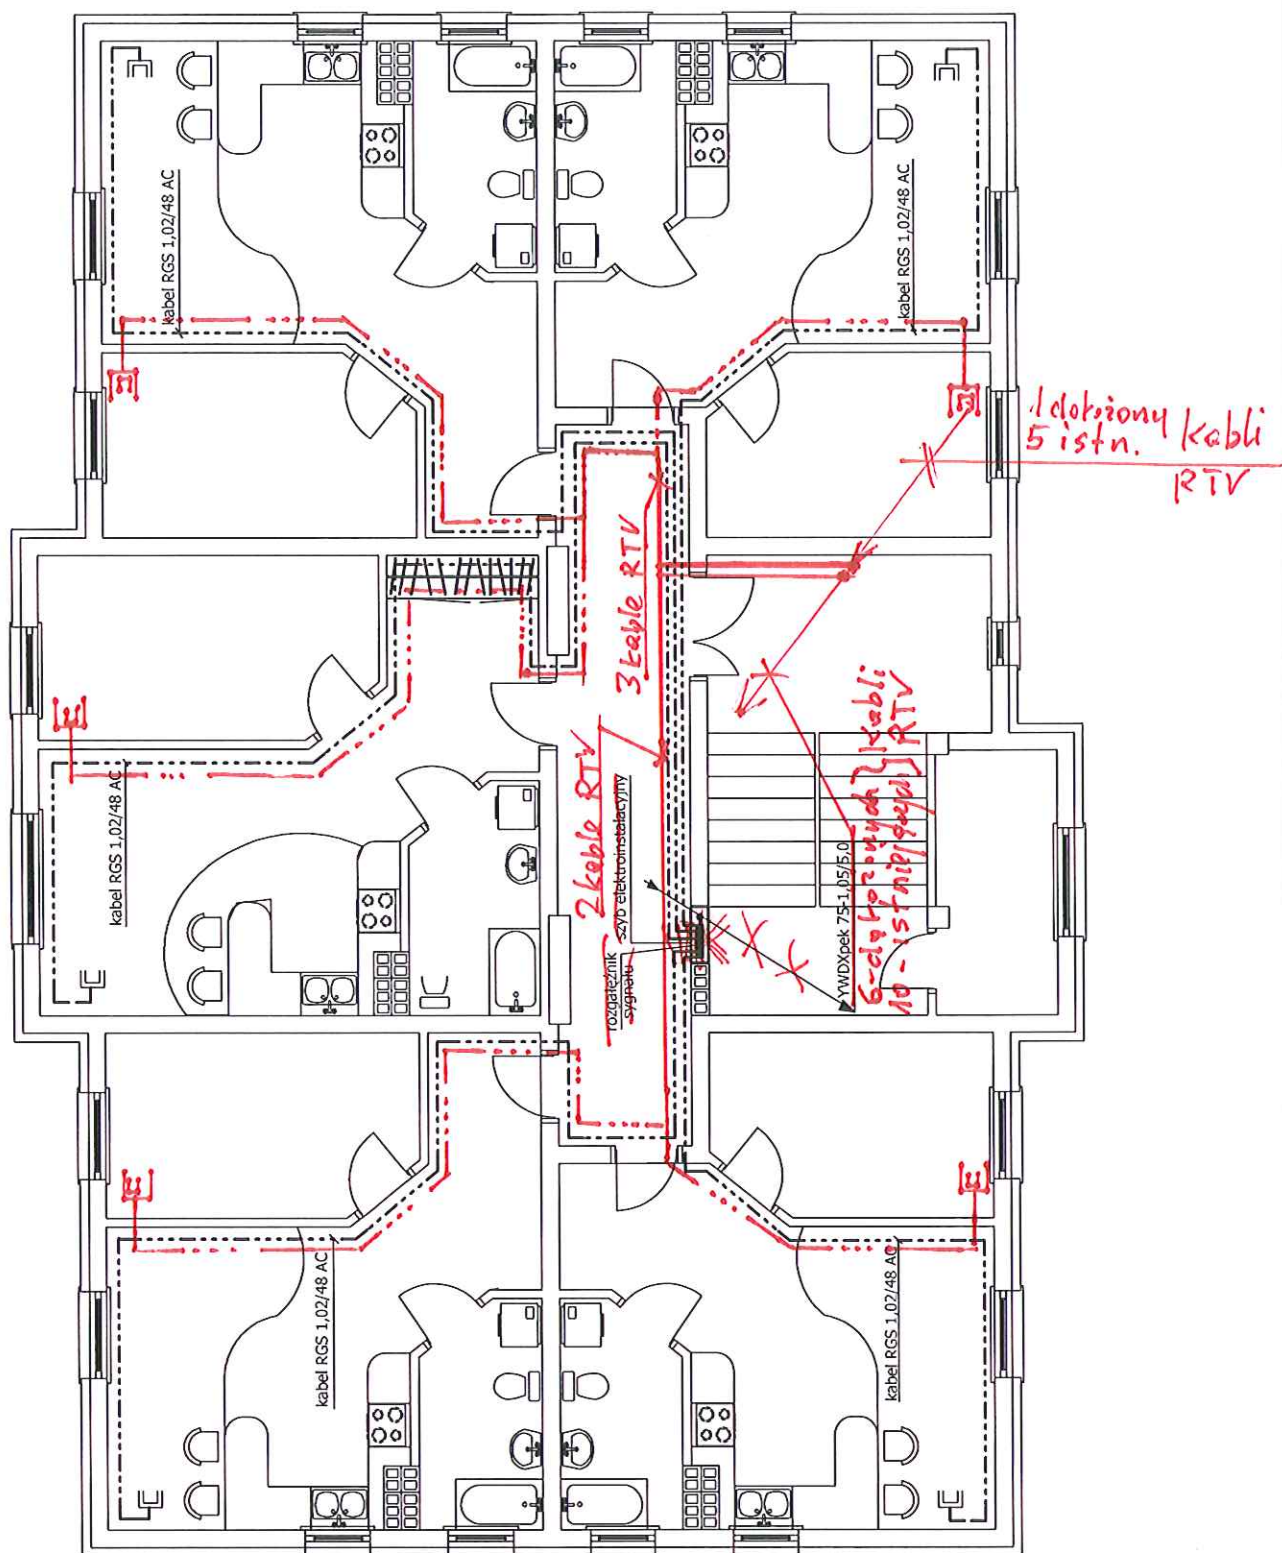 kabel RGS 1,02/48 AC
kabel RGS 1,02/48 AC
1 dołożony
5 istn. kabli
RTV
3 kable RTV
2 kable RTV
szyb elektroinstalacyjny
rozgałeźnik
sygnału
kabel RGS 1,02/48 AC
YWDXpek 75-1,05/5,0
6-dołożonych } kabli
10-istniejących } RTV
kabel RGS 1,02/48 AC
kabel RGS 1,02/48 AC